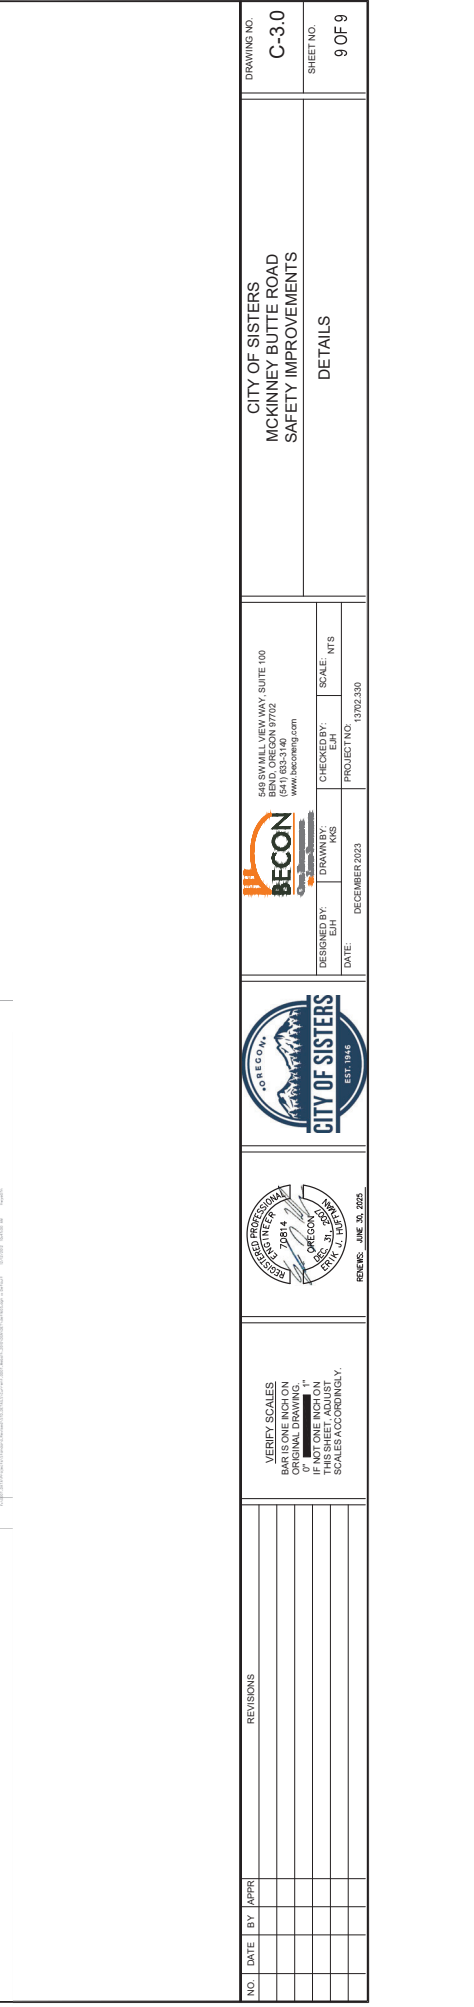 NO. DATE BY APPR REVISIONS
VERIFY SCALES
BAR IS ONE INCH ON
ORIGINAL DRAWING.
0" 1"
IF NOT ONE INCH ON
THIS SHEET, ADJUST
SCALES ACCORDINGLY.
REGISTERED PROFESSIONAL
ENGINEER
70814
OREGON
DEC. 31, 2007
ERIK J. HUFFMAN
RENEWS: JUNE 30, 2025
•OREGON•
CITY OF SISTERS
EST. 1946
BECON
549 SW MILL VIEW WAY, SUITE 100
BEND, OREGON 97702
(541) 633-3140
www.beconeng.com
DESIGNED BY: EJH
DRAWN BY: KKS
CHECKED BY: EJH
SCALE: NTS
DATE: DECEMBER 2023
PROJECT NO: 13702.330
CITY OF SISTERS
MCKINNEY BUTTE ROAD
SAFETY IMPROVEMENTS
DETAILS
DRAWING NO.
C-3.0
SHEET NO.
9 OF 9